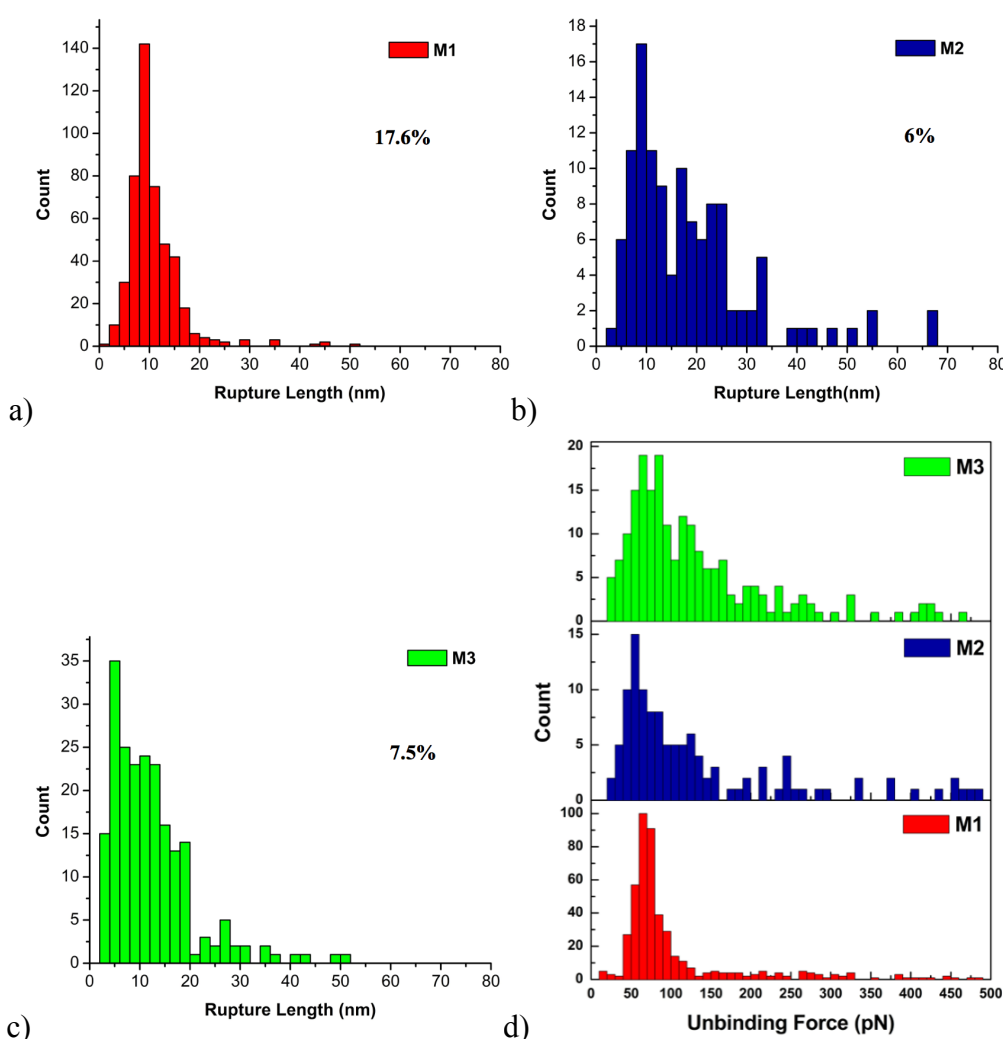 M1
17.6%
140
120
100
80
60
40
20
0
Count
0 10 20 30 40 50 60 70 80
Rupture Length (nm)
a)
M2
6%
18
16
14
12
10
8
6
4
2
0
Count
0 10 20 30 40 50 60 70 80
Rupture Length(nm)
b)
M3
7.5%
35
30
25
20
15
10
5
0
Count
0 10 20 30 40 50 60 70 80
Rupture Length (nm)
c)
M3
20
15
10
5
0
M2
15
10
5
0
Count
M1
100
80
60
40
20
0
0 50 100 150 200 250 300 350 400 450 500
Unbinding Force (pN)
d)